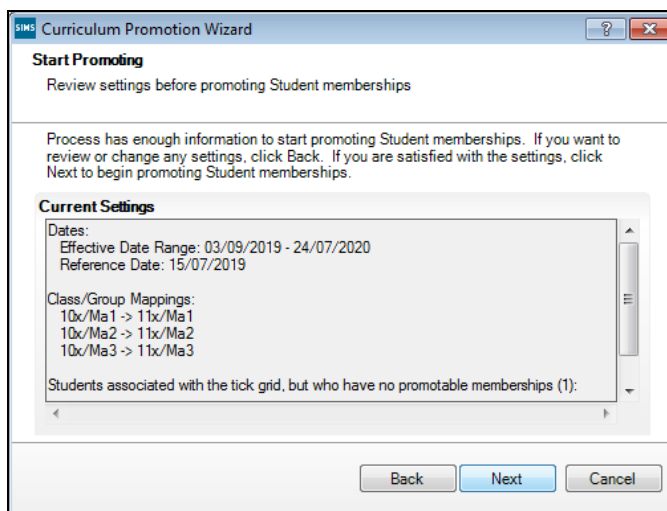 SIMS Curriculum Promotion Wizard
Start Promoting
Review settings before promoting Student memberships
Process has enough information to start promoting Student memberships. If you want to
review or change any settings, click Back. If you are satisfied with the settings, click
Next to begin promoting Student memberships.
Current Settings
Dates:
Effective Date Range: 03/09/2019 - 24/07/2020
Reference Date: 15/07/2019
Class/Group Mappings:
10x/Ma1 -> 11x/Ma1
10x/Ma2 -> 11x/Ma2
10x/Ma3 -> 11x/Ma3
Students associated with the tick grid, but who have no promotable memberships (1):
Back Next Cancel